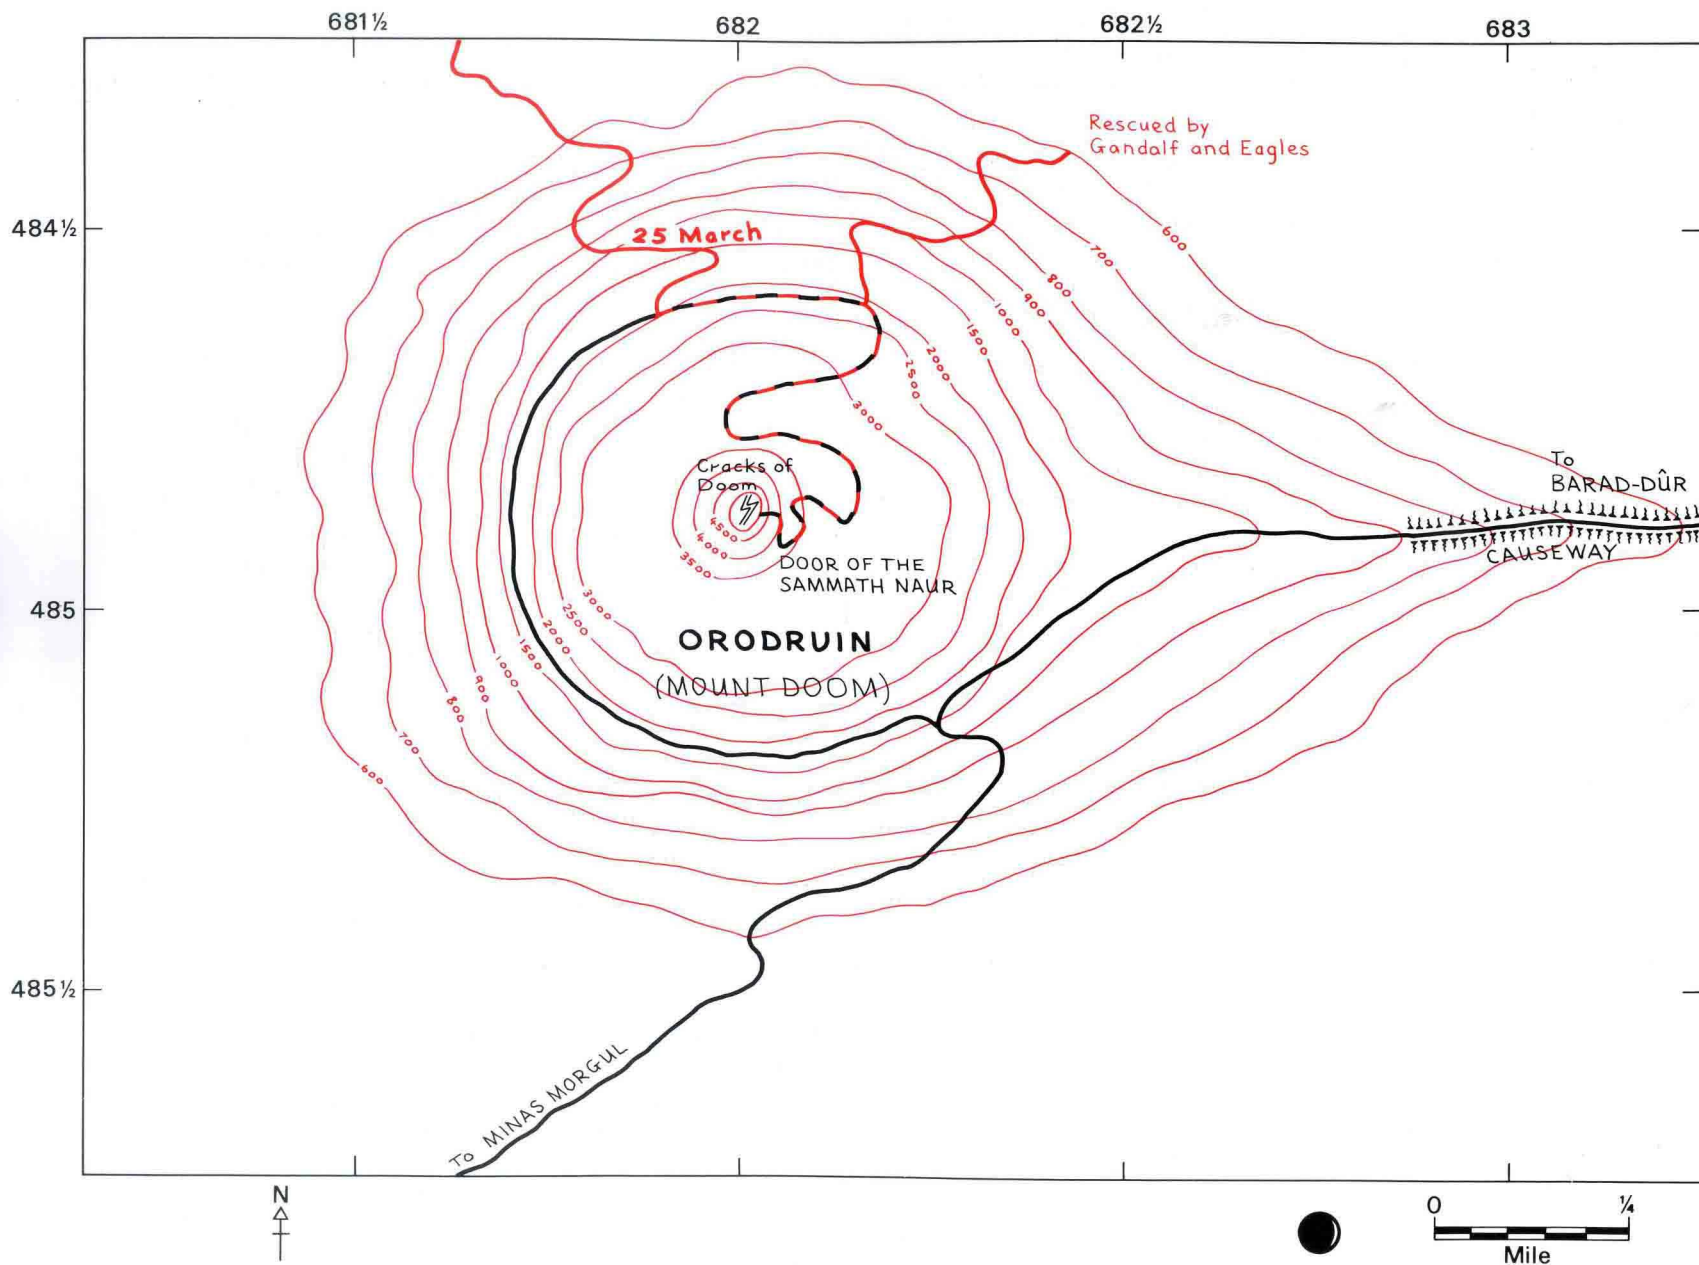 681½
682
682½
683
Rescued by
Gandalf and Eagles
484½
25 March
600
700
800
900
1000
1500
2000
2500
3000
To
BARAD-DÛR
Cracks of
Doom
4500
4000
3500
CAUSEWAY
DOOR OF THE
SAMMATH NAUR
485
3000
2500
2000
1500
1000
900
800
700
600
ORODRUIN
(MOUNT DOOM)
485½
To MINAS MORGUL
N
0 ¼
Mile